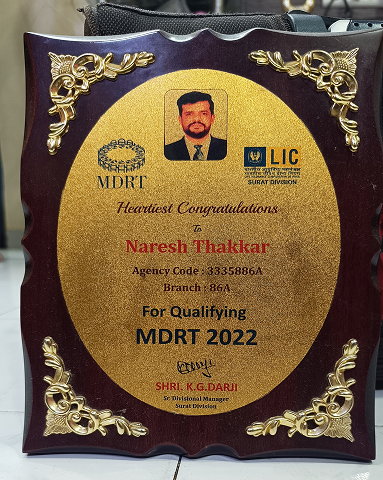 MDRT
LIC
SURAT DIVISION
Heartiest Congratulations
To
Naresh Thakkar
Agency Code : 3335886A
Branch : 86A
For Qualifying
MDRT 2022
SHRI. K.G.DARJI
Sr Divisional Manager
Surat Division